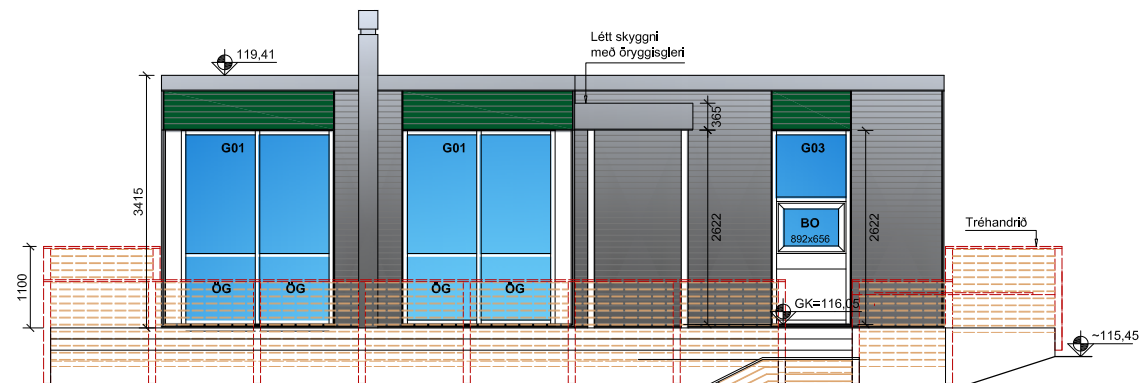 119,41
Létt skyggni
með öryggisgleri
G01
G01
G03
365
3415
2622
BO
892x656
2622
Tréhandrið
1100
ÖG
ÖG
ÖG
ÖG
GK=116,05
~115,45